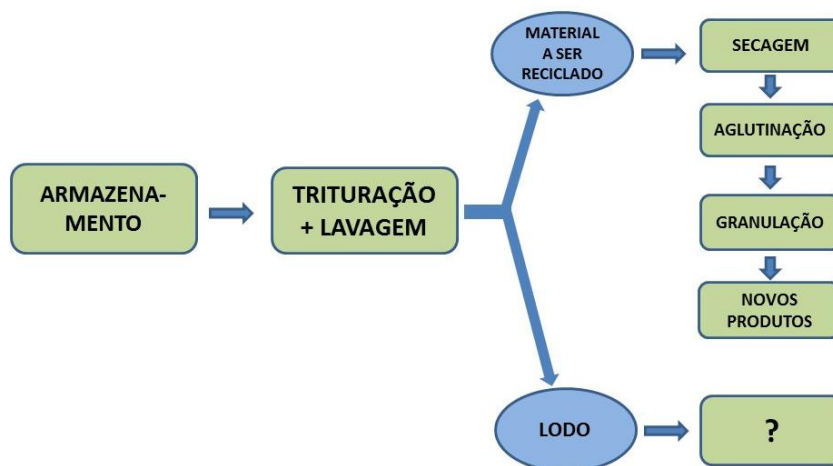 ARMAZENA-
MENTO
TRITURAÇÃO
+ LAVAGEM
MATERIAL
A SER
RECICLADO
SECAGEM
AGLUTINAÇÃO
GRANULAÇÃO
NOVOS
PRODUTOS
LODO
?